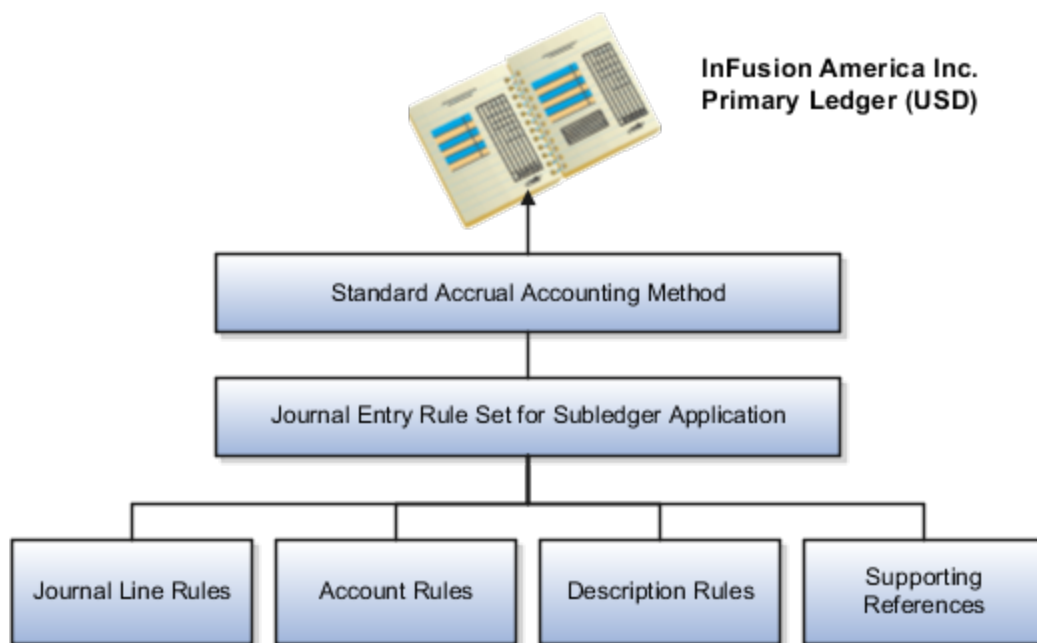 InFusion America Inc.
Primary Ledger (USD)
Standard Accrual Accounting Method
Journal Entry Rule Set for Subledger Application
Journal Line Rules
Account Rules
Description Rules
Supporting
References